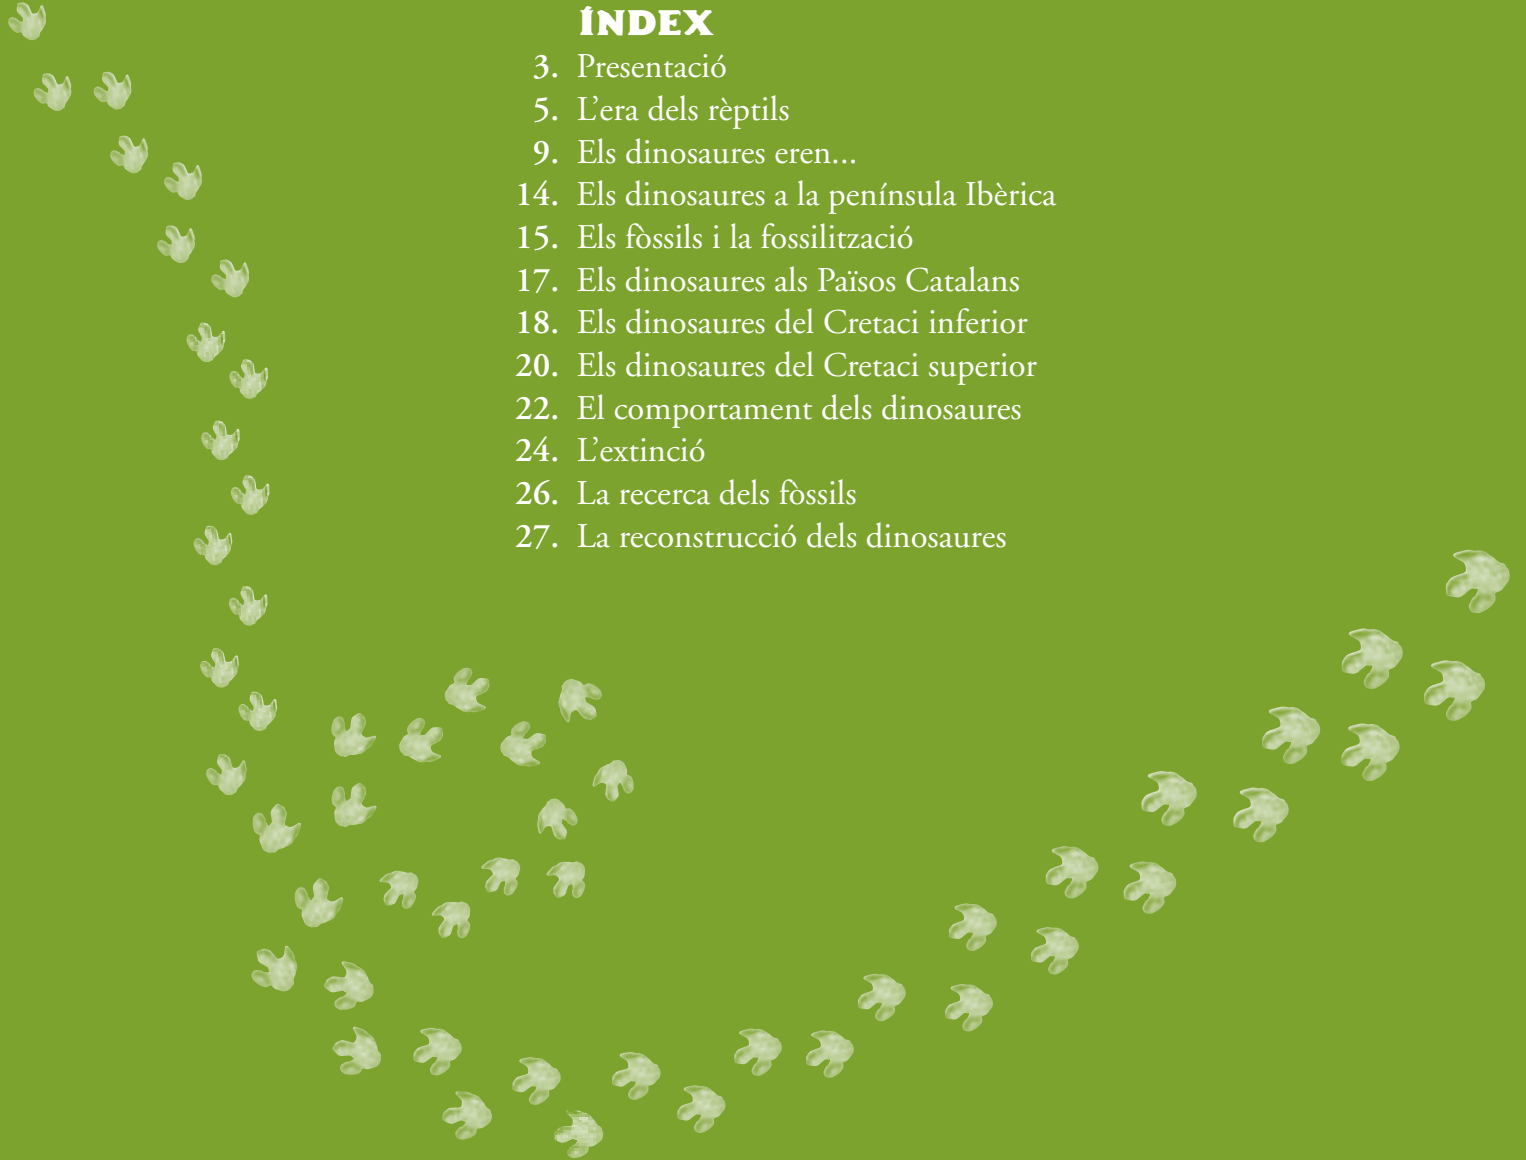 ÍNDEX
3. Presentació
5. L'era dels rèptils
9. Els dinosaures eren...
14. Els dinosaures a la península Ibèrica
15. Els fòssils i la fossilització
17. Els dinosaures als Països Catalans
18. Els dinosaures del Cretaci inferior
20. Els dinosaures del Cretaci superior
22. El comportament dels dinosaures
24. L'extinció
26. La recerca dels fòssils
27. La reconstrucció dels dinosaures